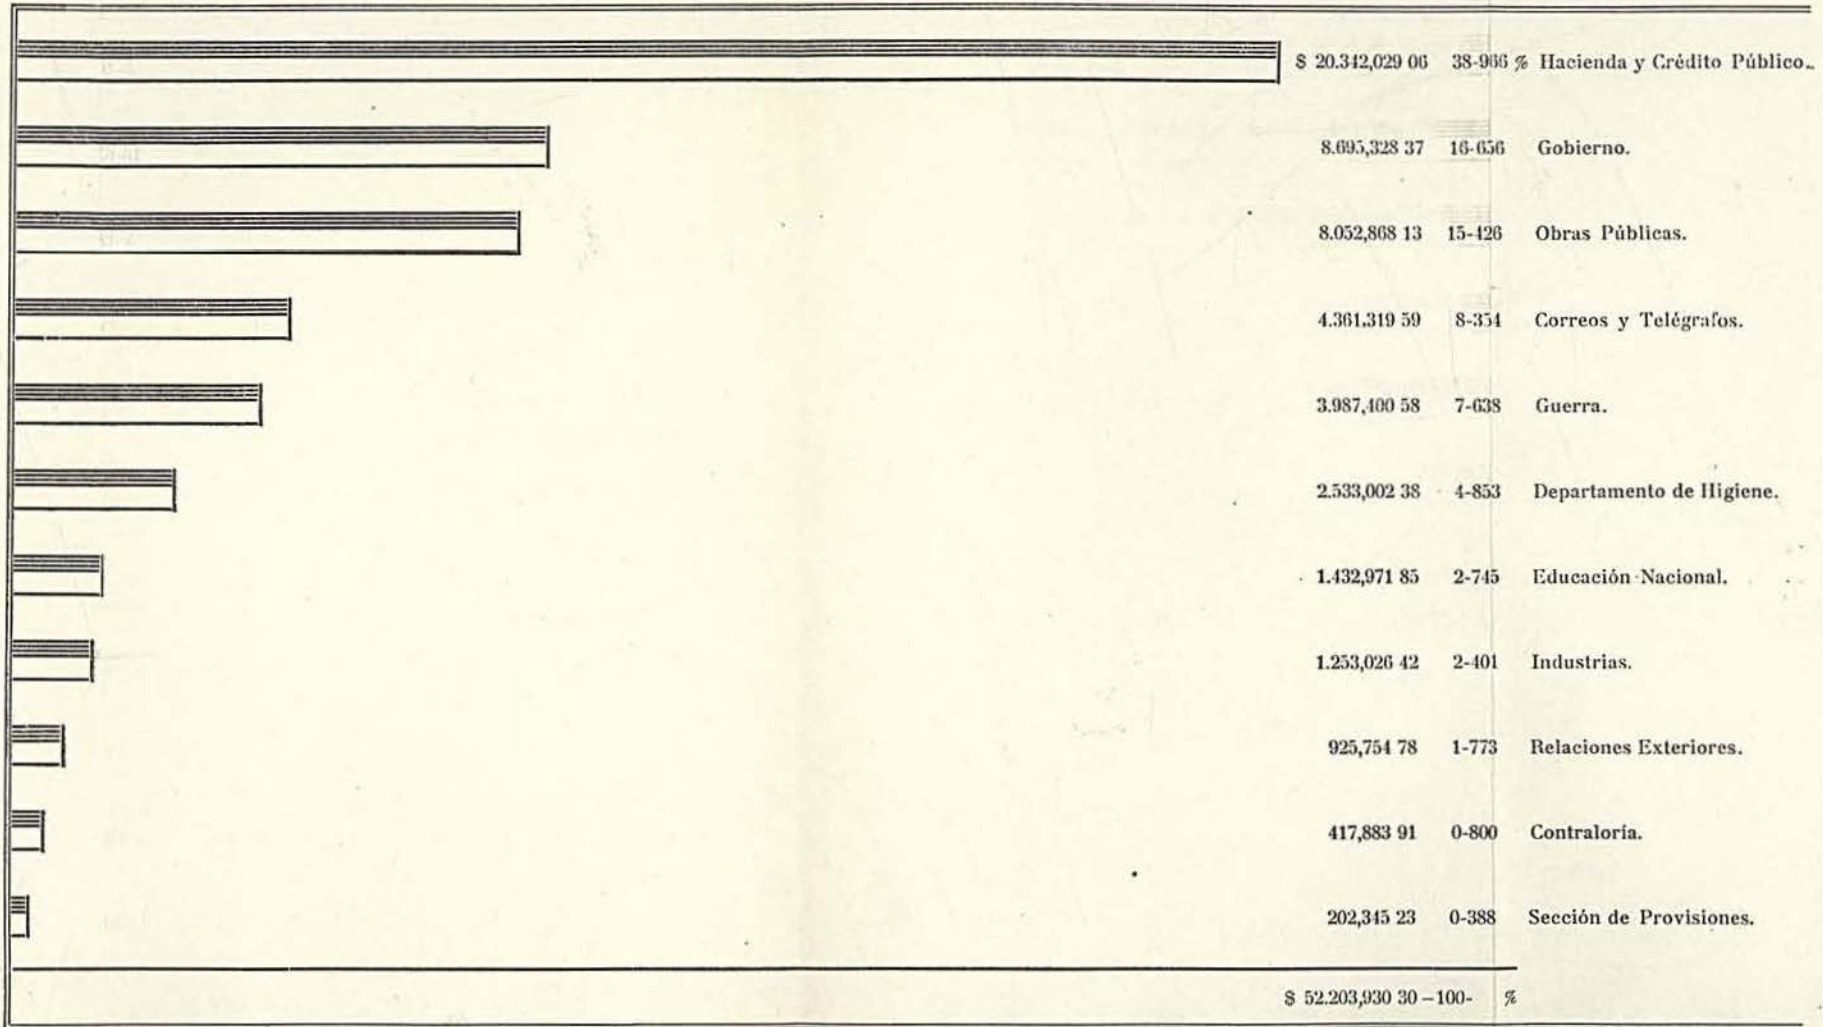 $ 20.342,029 06 38-966 % Hacienda y Crédito Público.
8.695,328 37 16-656 Gobierno.
8.052,868 13 15-426 Obras Públicas.
4.361,319 59 8-354 Correos y Telégrafos.
3.987,400 58 7-638 Guerra.
2.533,002 38 4-853 Departamento de Higiene.
1.432,971 85 2-745 Educación Nacional.
1.253,026 42 2-401 Industrias.
925,754 78 1-773 Relaciones Exteriores.
417,883 91 0-800 Contraloría.
202,345 23 0-388 Sección de Provisiones.
$ 52.203,930 30 –100- %